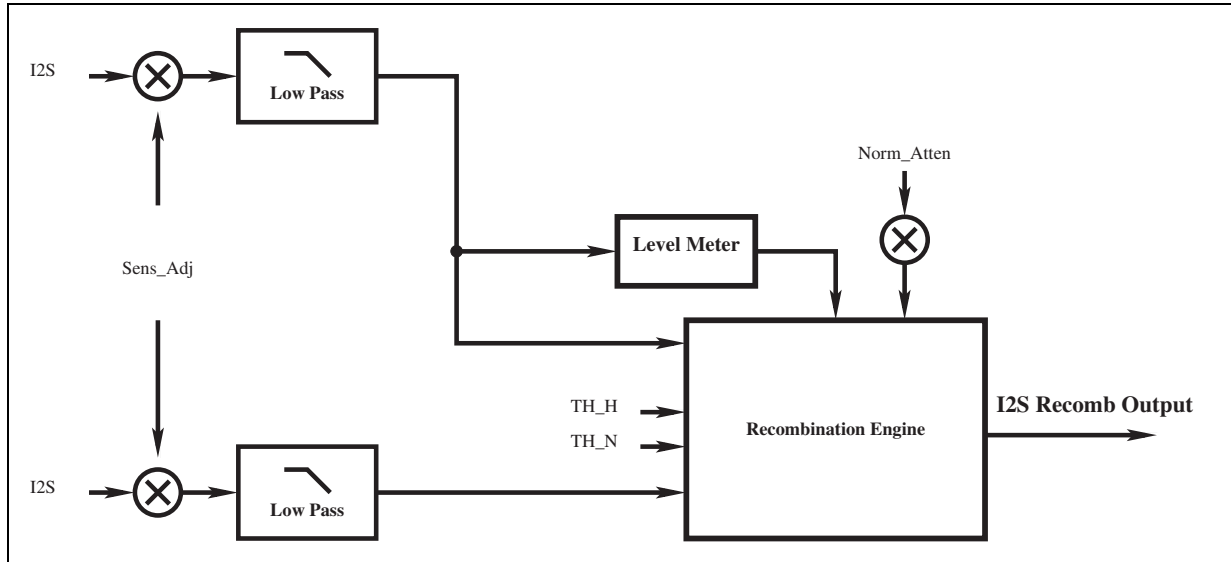 I2S
Low Pass
Norm_Atten
Level Meter
Sens_Adj
TH_H
TH_N
Recombination Engine
I2S Recomb Output
I2S
Low Pass